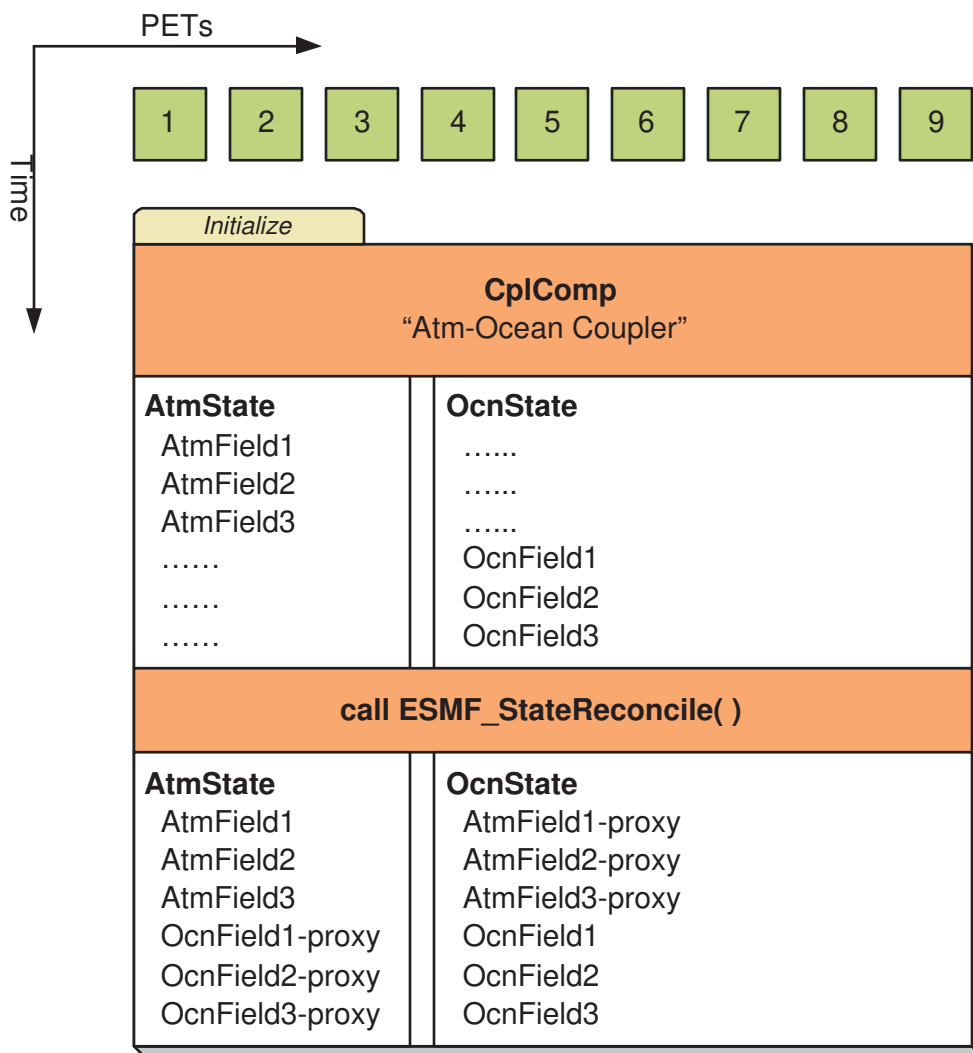 PETs
Time
1 2 3 4 5 6 7 8 9
Initialize
CplComp
“Atm-Ocean Coupler”
AtmState
AtmField1
AtmField2
AtmField3
……
……
……
OcnState
…...
…...
…...
OcnField1
OcnField2
OcnField3
call ESMF_StateReconcile( )
AtmState
AtmField1
AtmField2
AtmField3
OcnField1-proxy
OcnField2-proxy
OcnField3-proxy
OcnState
AtmField1-proxy
AtmField2-proxy
AtmField3-proxy
OcnField1
OcnField2
OcnField3